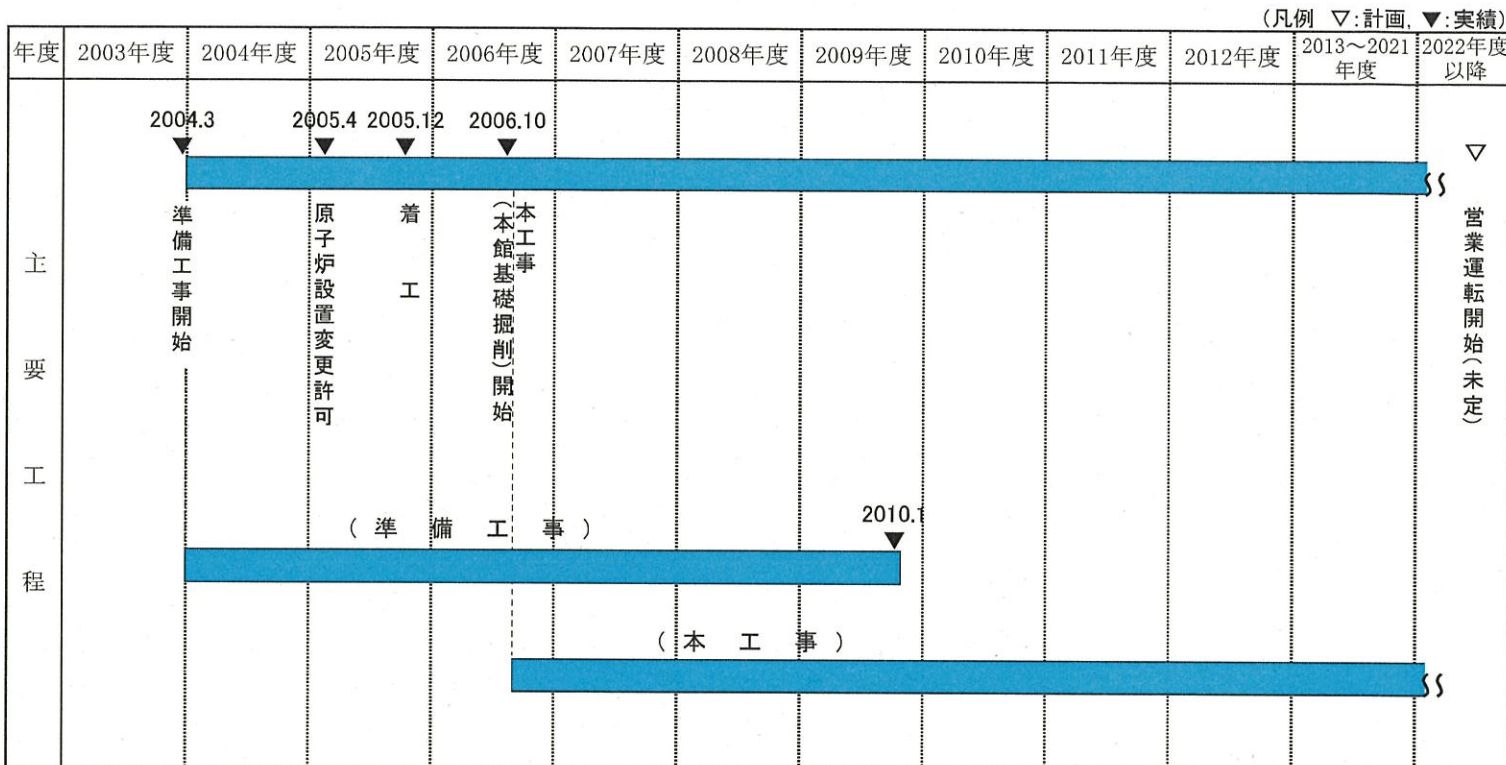 (凡例 ▽:計画, ▼:実績)
年度 2003年度 2004年度 2005年度 2006年度 2007年度 2008年度 2009年度 2010年度 2011年度 2012年度 2013～2021年度 2022年度以降
主要工程
2004.3 2005.4 2005.12 2006.10
▼ ▼ ▼ ▼ ▽
準備工事開始
原子炉設置変更許可
着工
本工事
(本館基礎掘削)開始
営業運転開始(未定)
(準備工事)
2010.1
▼
(本工事)